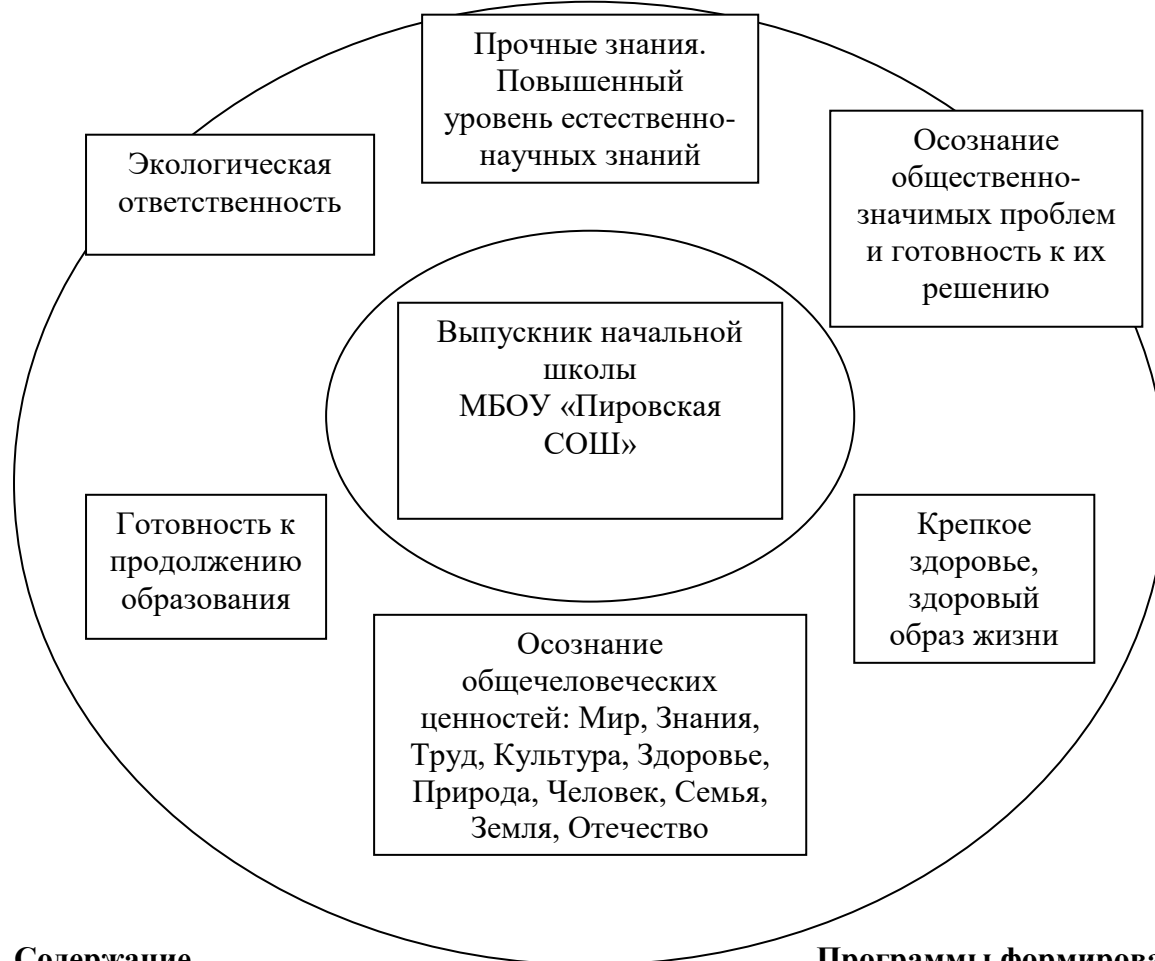 Прочные знания.
Повышенный
уровень естественно-
научных знаний
Экологическая
ответственность
Осознание
общественно-
значимых проблем
и готовность к их
решению
Выпускник начальной
школы
МБОУ «Пировская
СОШ»
Готовность к
продолжению
образования
Крепкое
здоровье,
здоровый
образ жизни
Осознание
общечеловеческих
ценностей: Мир, Знания,
Труд, Культура, Здоровье,
Природа, Человек, Семья,
Земля, Отечество
Содержание
Программы